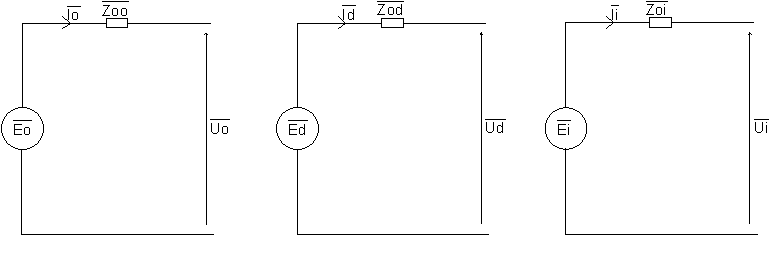 Io Zoo Id Zod Ii Zoi
Eo Uo Ed Ud Ei Ui